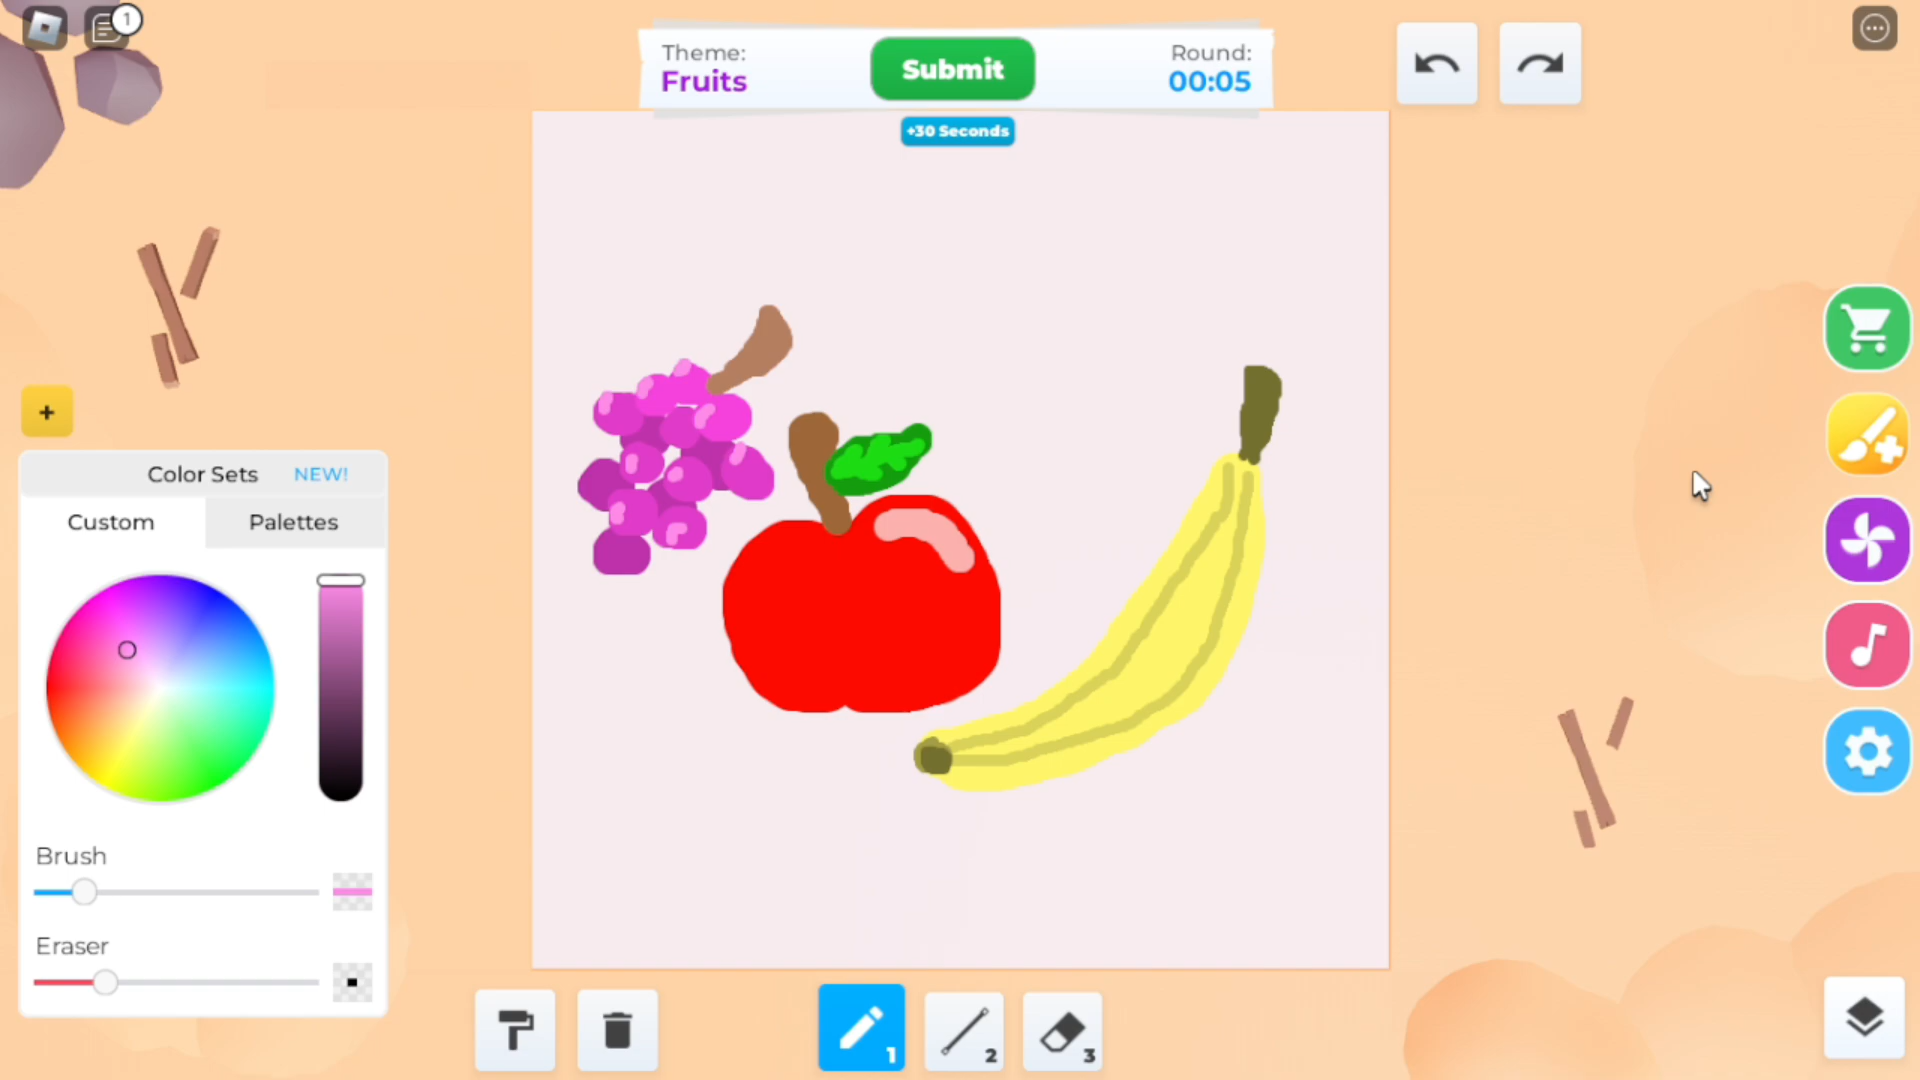 1
Theme:
Fruits
Submit
Round:
00:05
+30 Seconds
+
Color Sets NEW!
Custom Palettes
Brush
Eraser
1
2
3